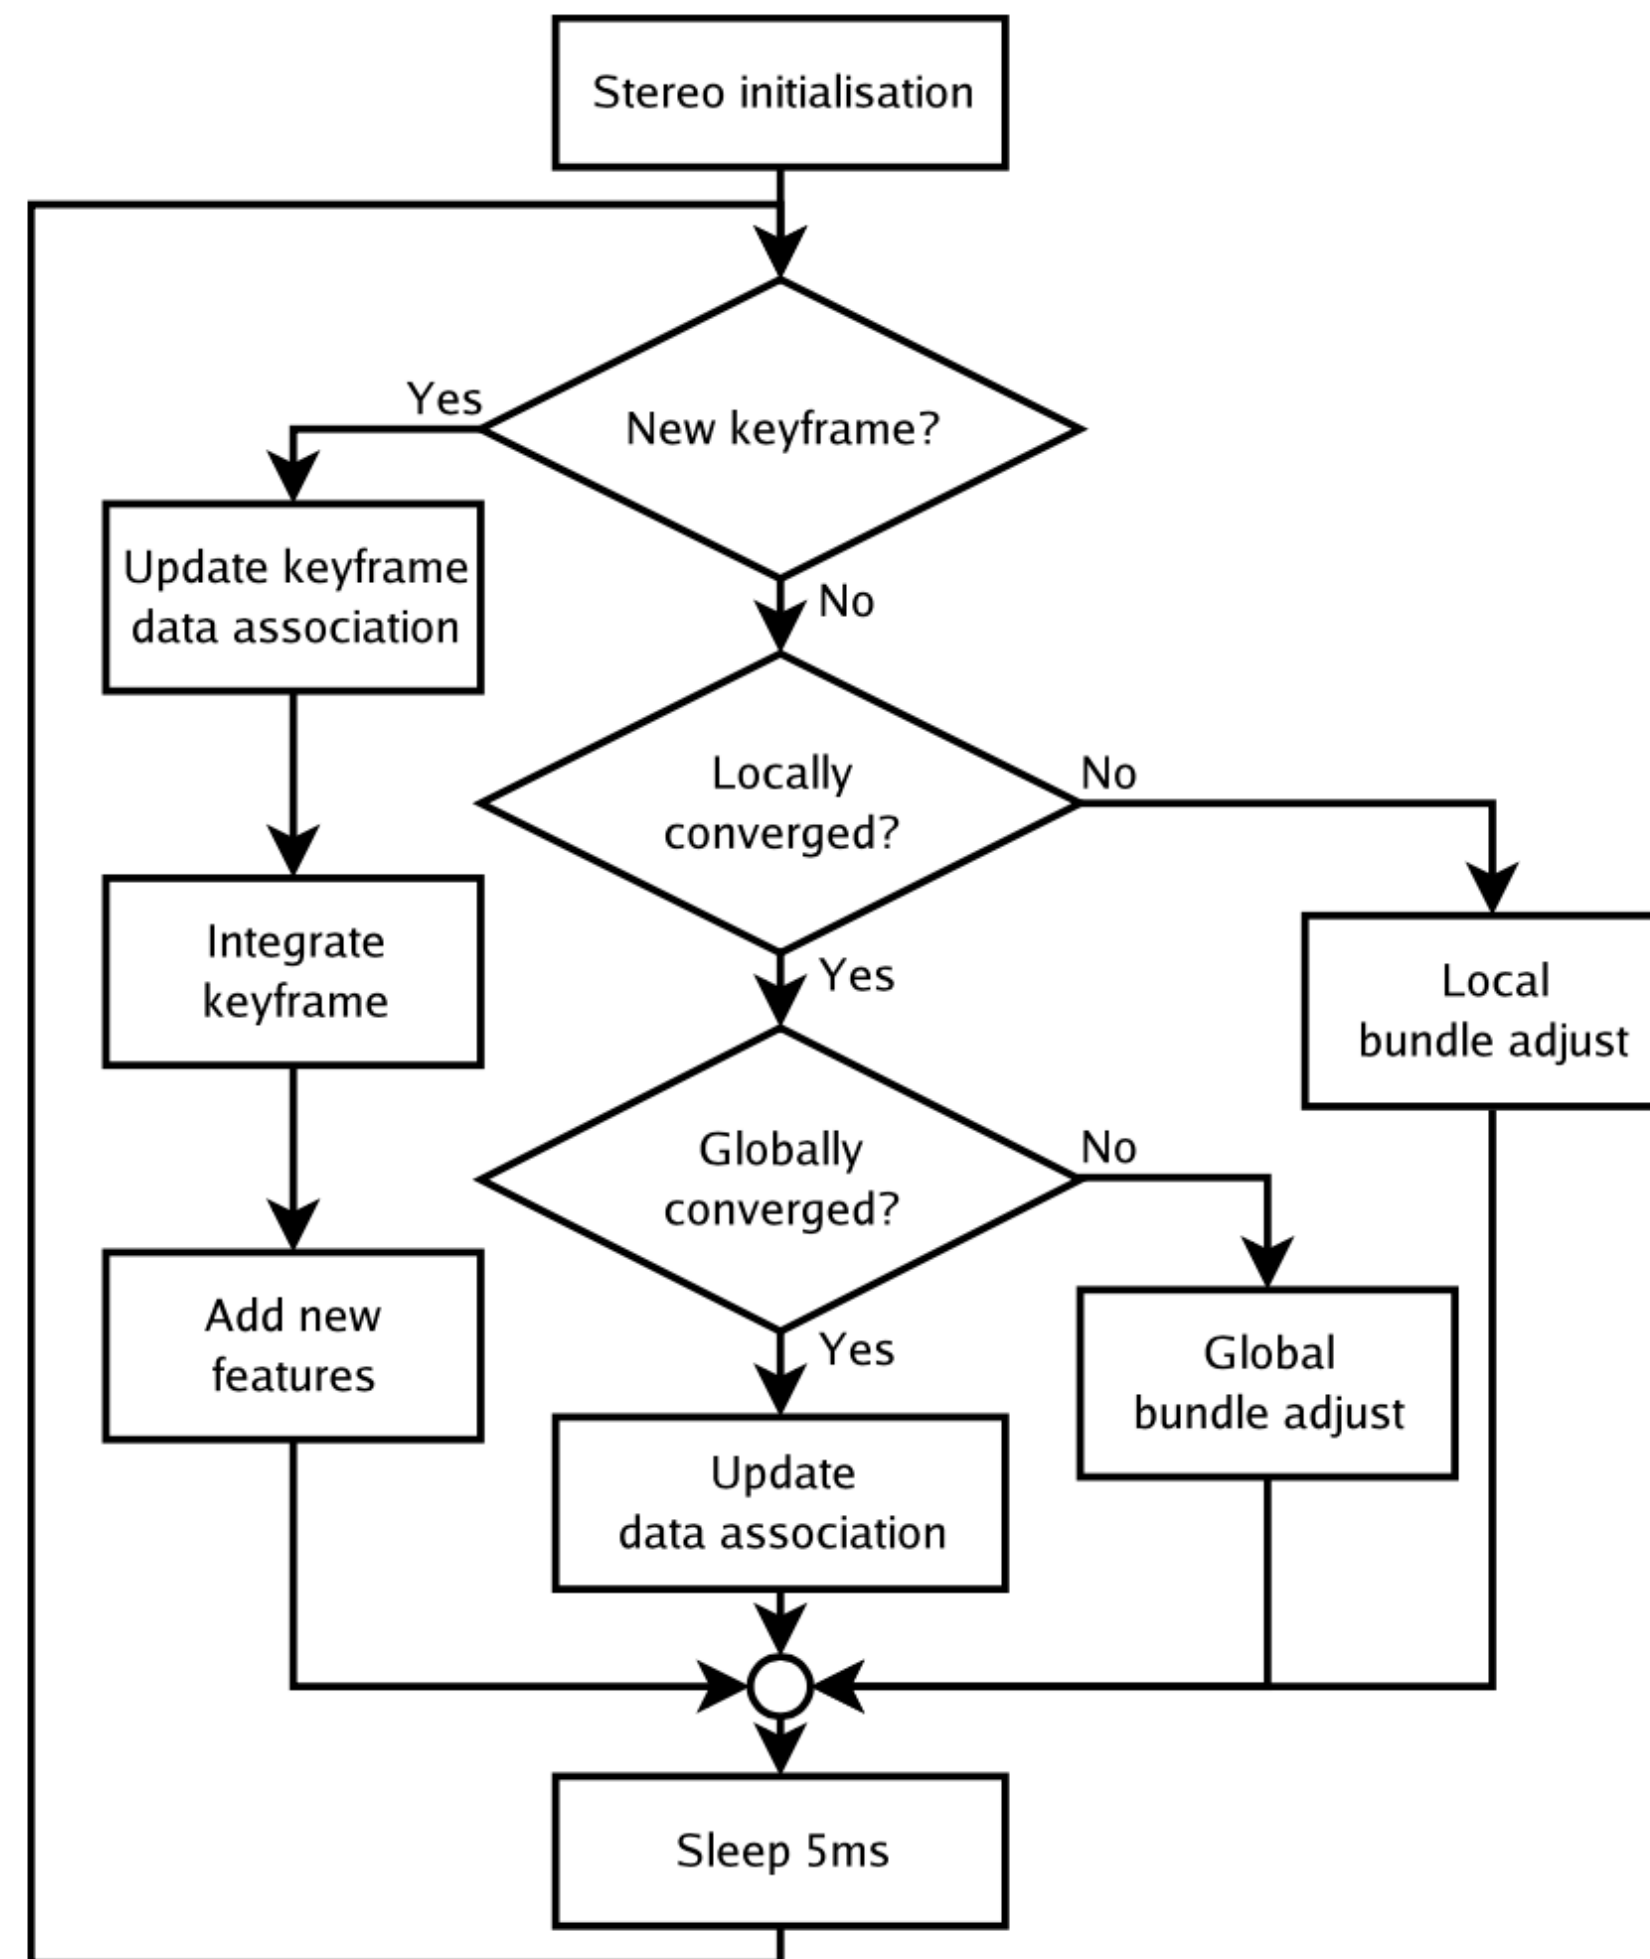 Stereo initialisation
Yes
New keyframe?
Update keyframe
data association
No
Locally
converged?
No
Integrate
keyframe
Yes
Local
bundle adjust
Globally
converged?
No
Add new
features
Yes
Global
bundle adjust
Update
data association
Sleep 5ms